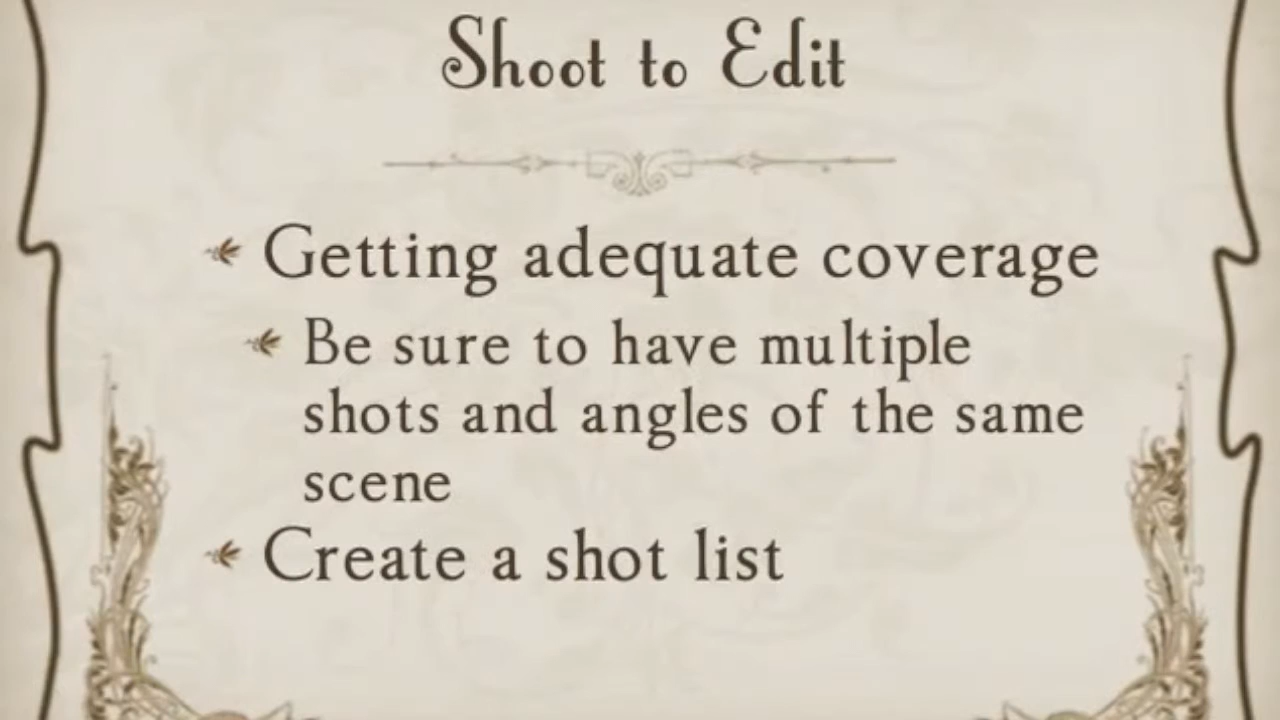 Shoot to Edit
Getting adequate coverage
Be sure to have multiple
shots and angles of the same
scene
Create a shot list